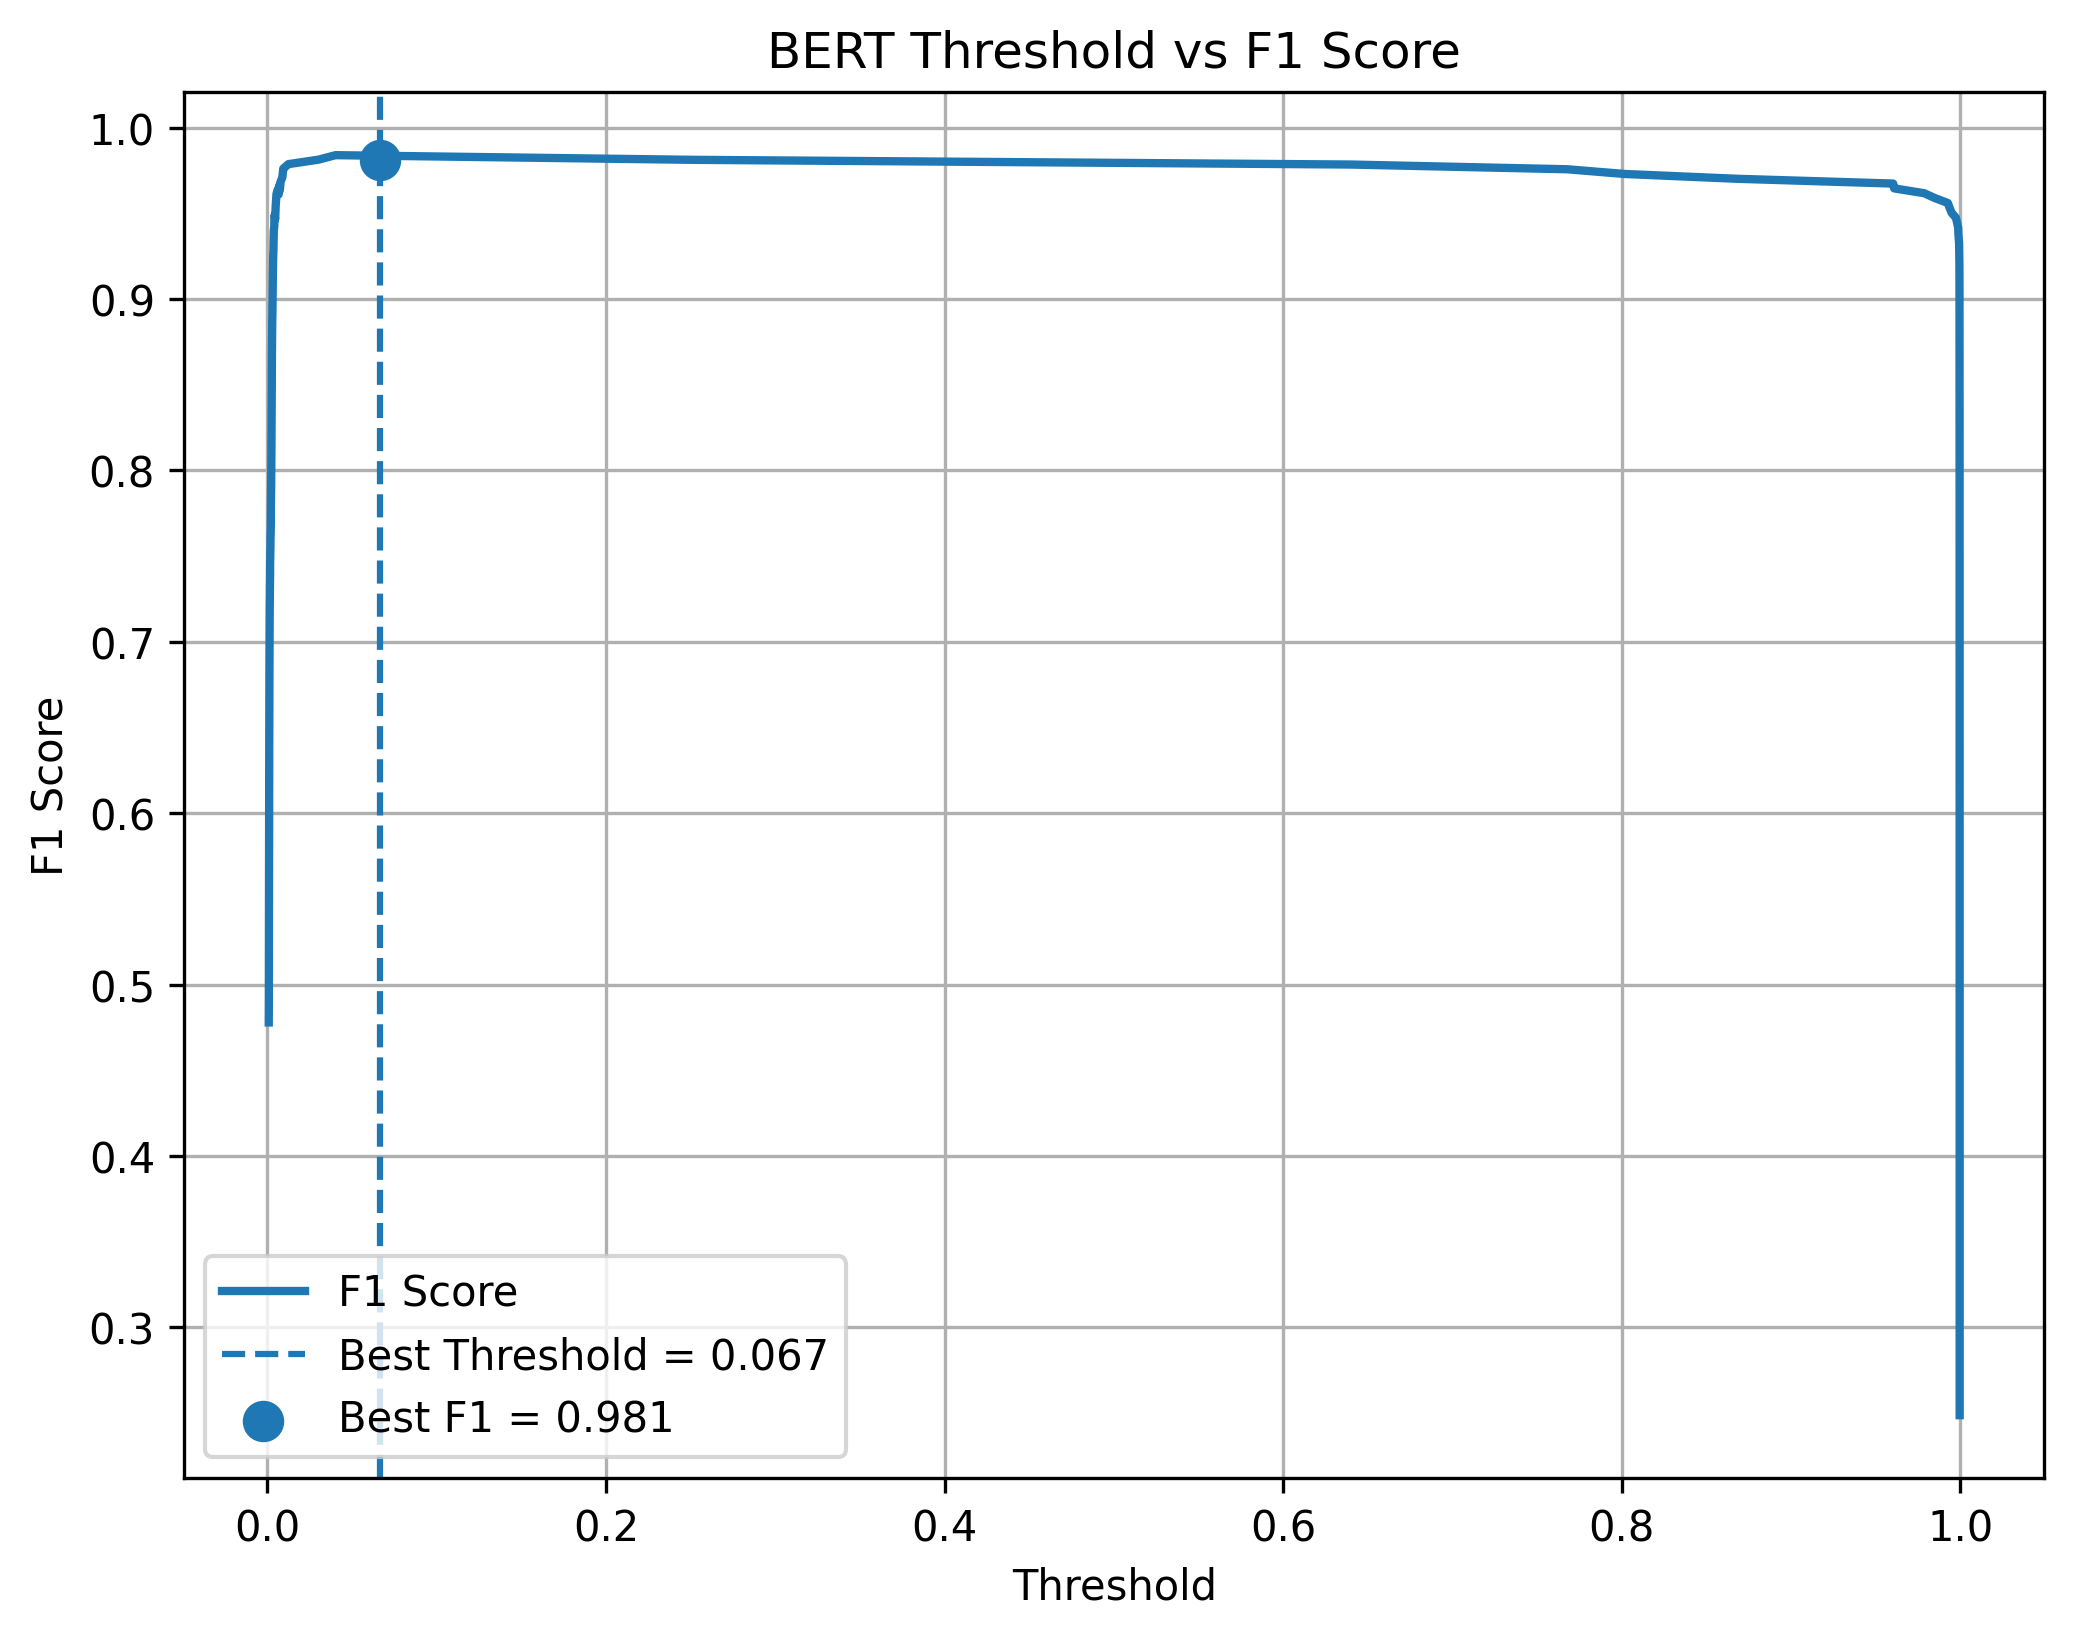 BERT Threshold vs F1 Score
1.0
0.9
0.8
0.7
0.6
0.5
0.4
0.3
F1 Score
F1 Score
Best Threshold = 0.067
Best F1 = 0.981
0.0 0.2 0.4 0.6 0.8 1.0
Threshold